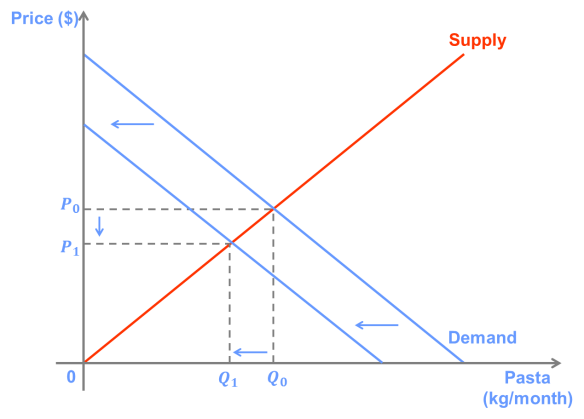 Price ($)
Supply
P₀
P₁
Demand
0
Q₁
Q₀
Pasta
(kg/month)